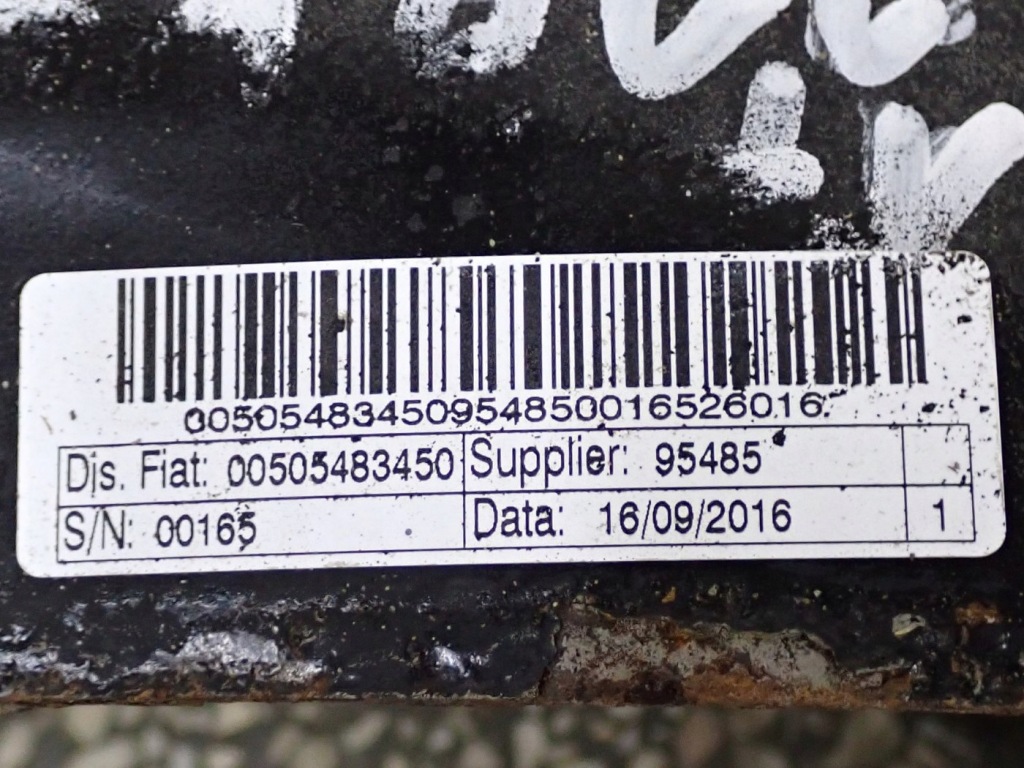 00505483450954850016526016
Dis. Fiat: 00505483450 Supplier: 95485
S/N: 00165 Data: 16/09/2016 1